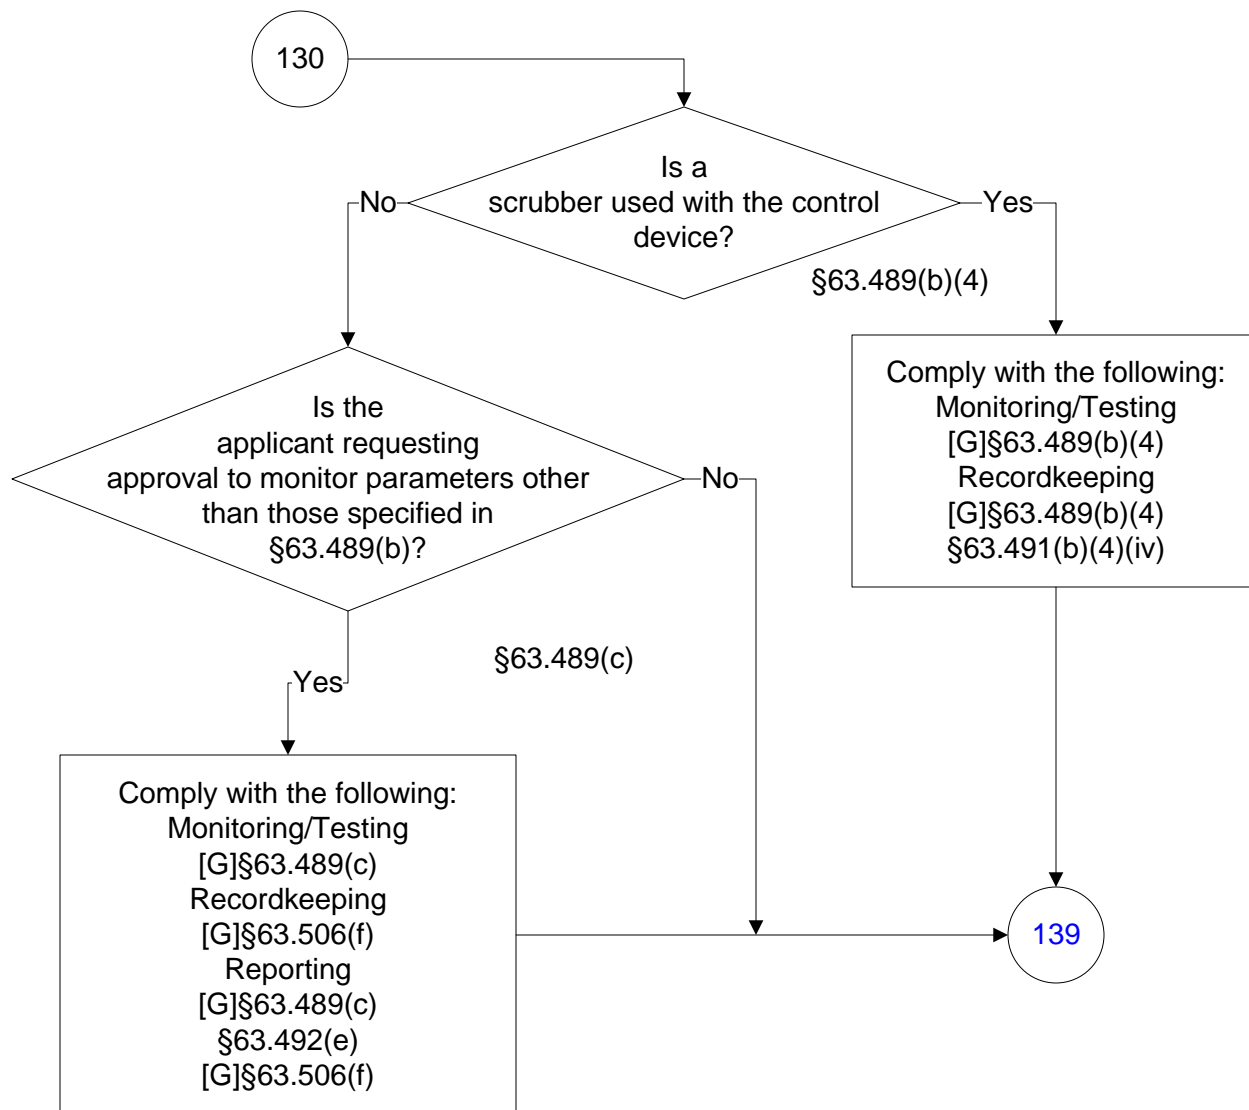 130
Is a
scrubber used with the control
device?
No
Yes
§63.489(b)(4)
Is the
applicant requesting
approval to monitor parameters other
than those specified in
§63.489(b)?
No
Yes
§63.489(c)
Comply with the following:
Monitoring/Testing
[G]§63.489(b)(4)
Recordkeeping
[G]§63.489(b)(4)
§63.491(b)(4)(iv)
Comply with the following:
Monitoring/Testing
[G]§63.489(c)
Recordkeeping
[G]§63.506(f)
Reporting
[G]§63.489(c)
§63.492(e)
[G]§63.506(f)
139